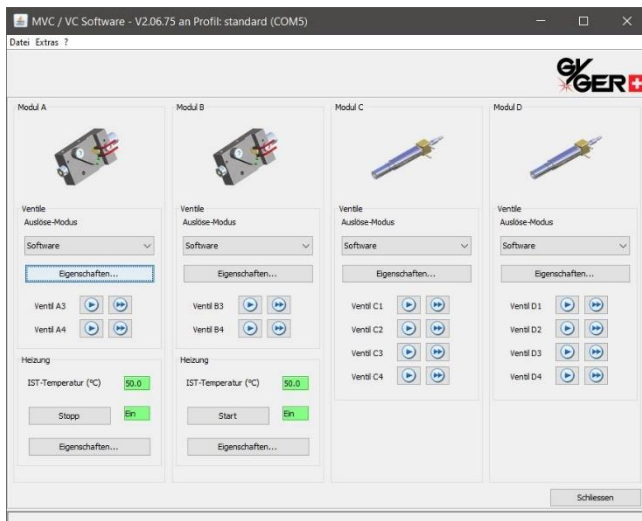 MVC / VC Software - V2.06.75 an Profil: standard (COM5)
Datei Extras ?
GYGER
Modul A
Ventile
Auslöse-Modus
Software
Eigenschaften...
Ventil A3
Ventil A4
Heizung
IST-Temperatur (°C) 50.0
Stopp Ein
Eigenschaften...
Modul B
Ventile
Auslöse-Modus
Software
Eigenschaften...
Ventil B3
Ventil B4
Heizung
IST-Temperatur (°C) 50.0
Start Ein
Eigenschaften...
Modul C
Ventile
Auslöse-Modus
Software
Eigenschaften...
Ventil C1
Ventil C2
Ventil C3
Ventil C4
Modul D
Ventile
Auslöse-Modus
Software
Eigenschaften...
Ventil D1
Ventil D2
Ventil D3
Ventil D4
Schliessen